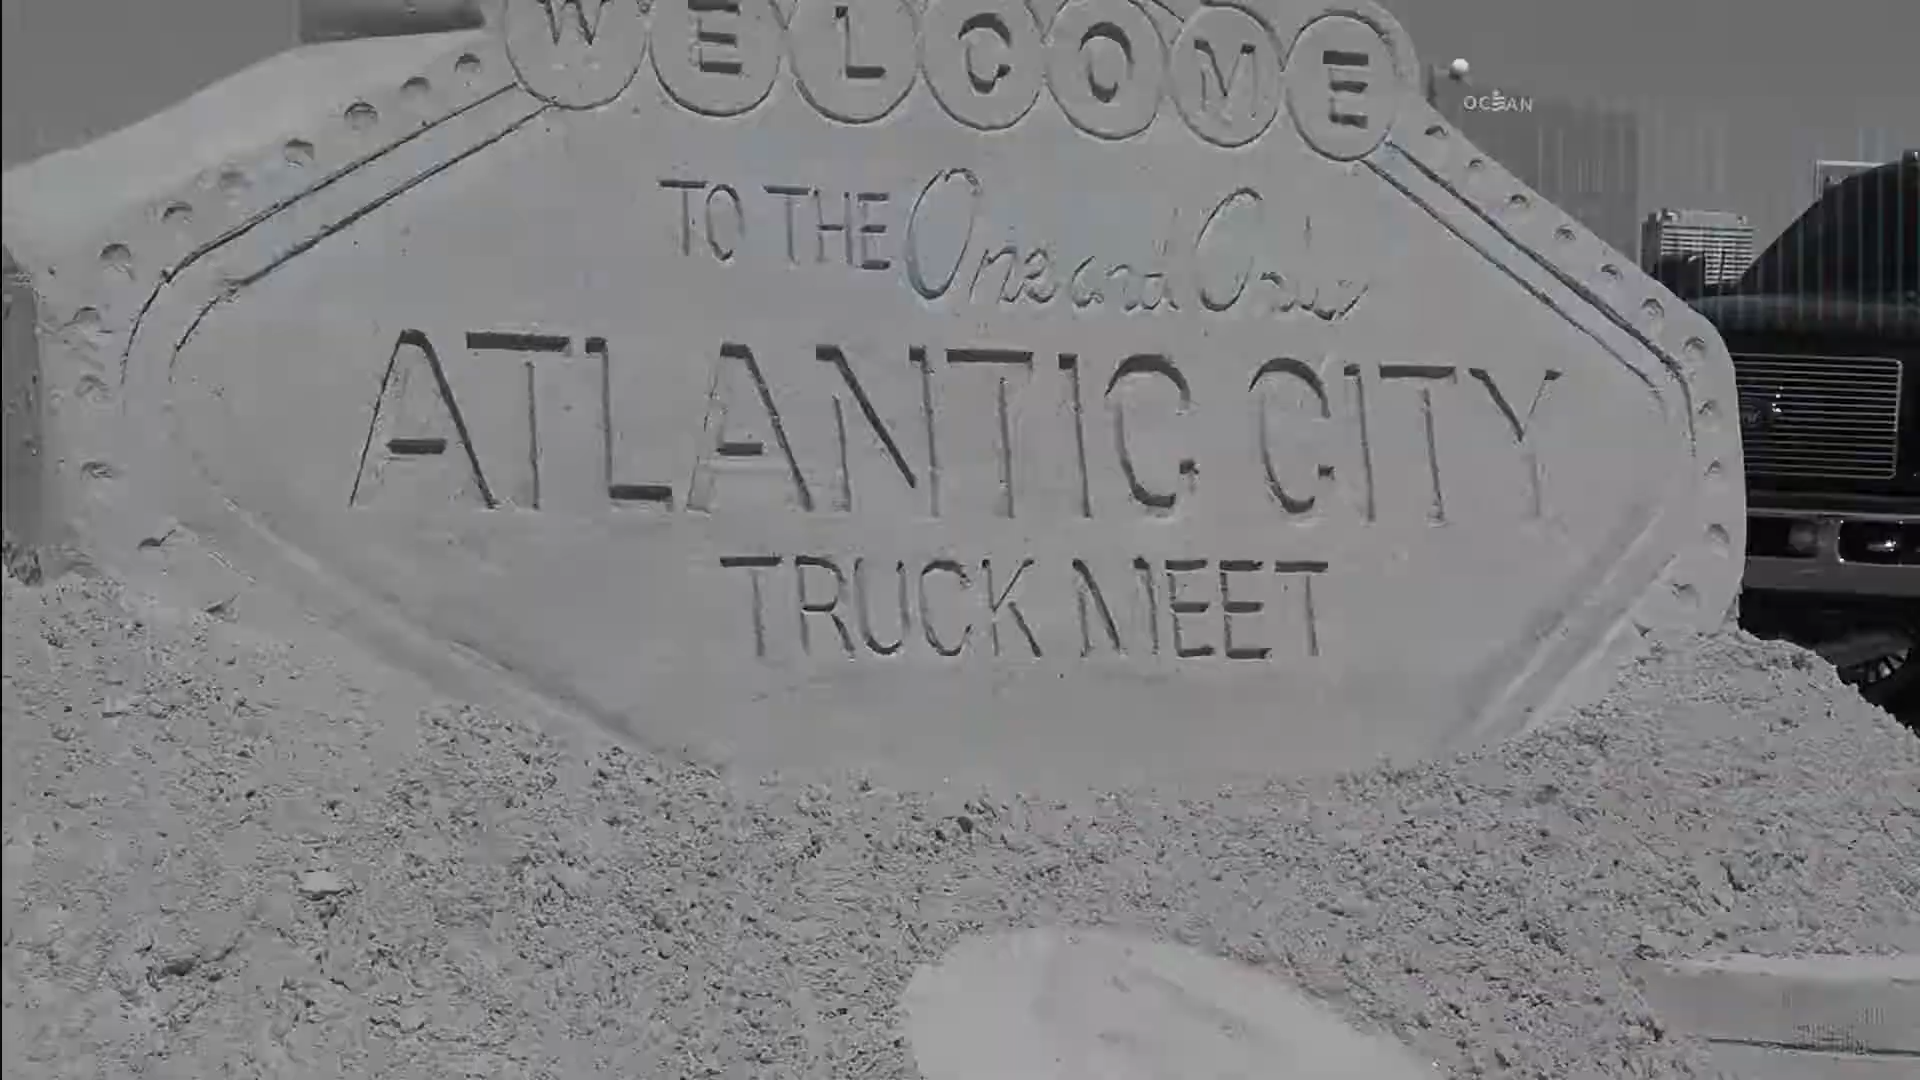 WELCOME
OCEAN
TO THE One and Only
ATLANTIC CITY
TRUCK MEET